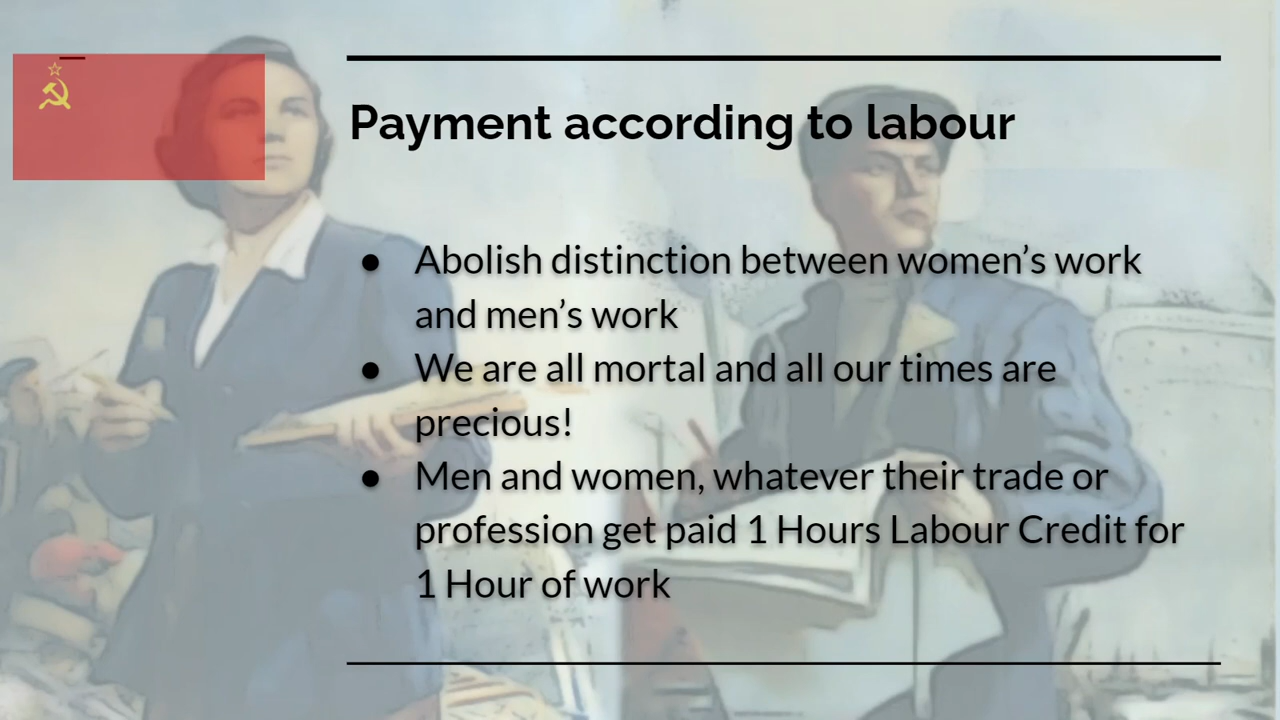 Payment according to labour
● Abolish distinction between women’s work
and men’s work
● We are all mortal and all our times are
precious!
● Men and women, whatever their trade or
profession get paid 1 Hours Labour Credit for
1 Hour of work